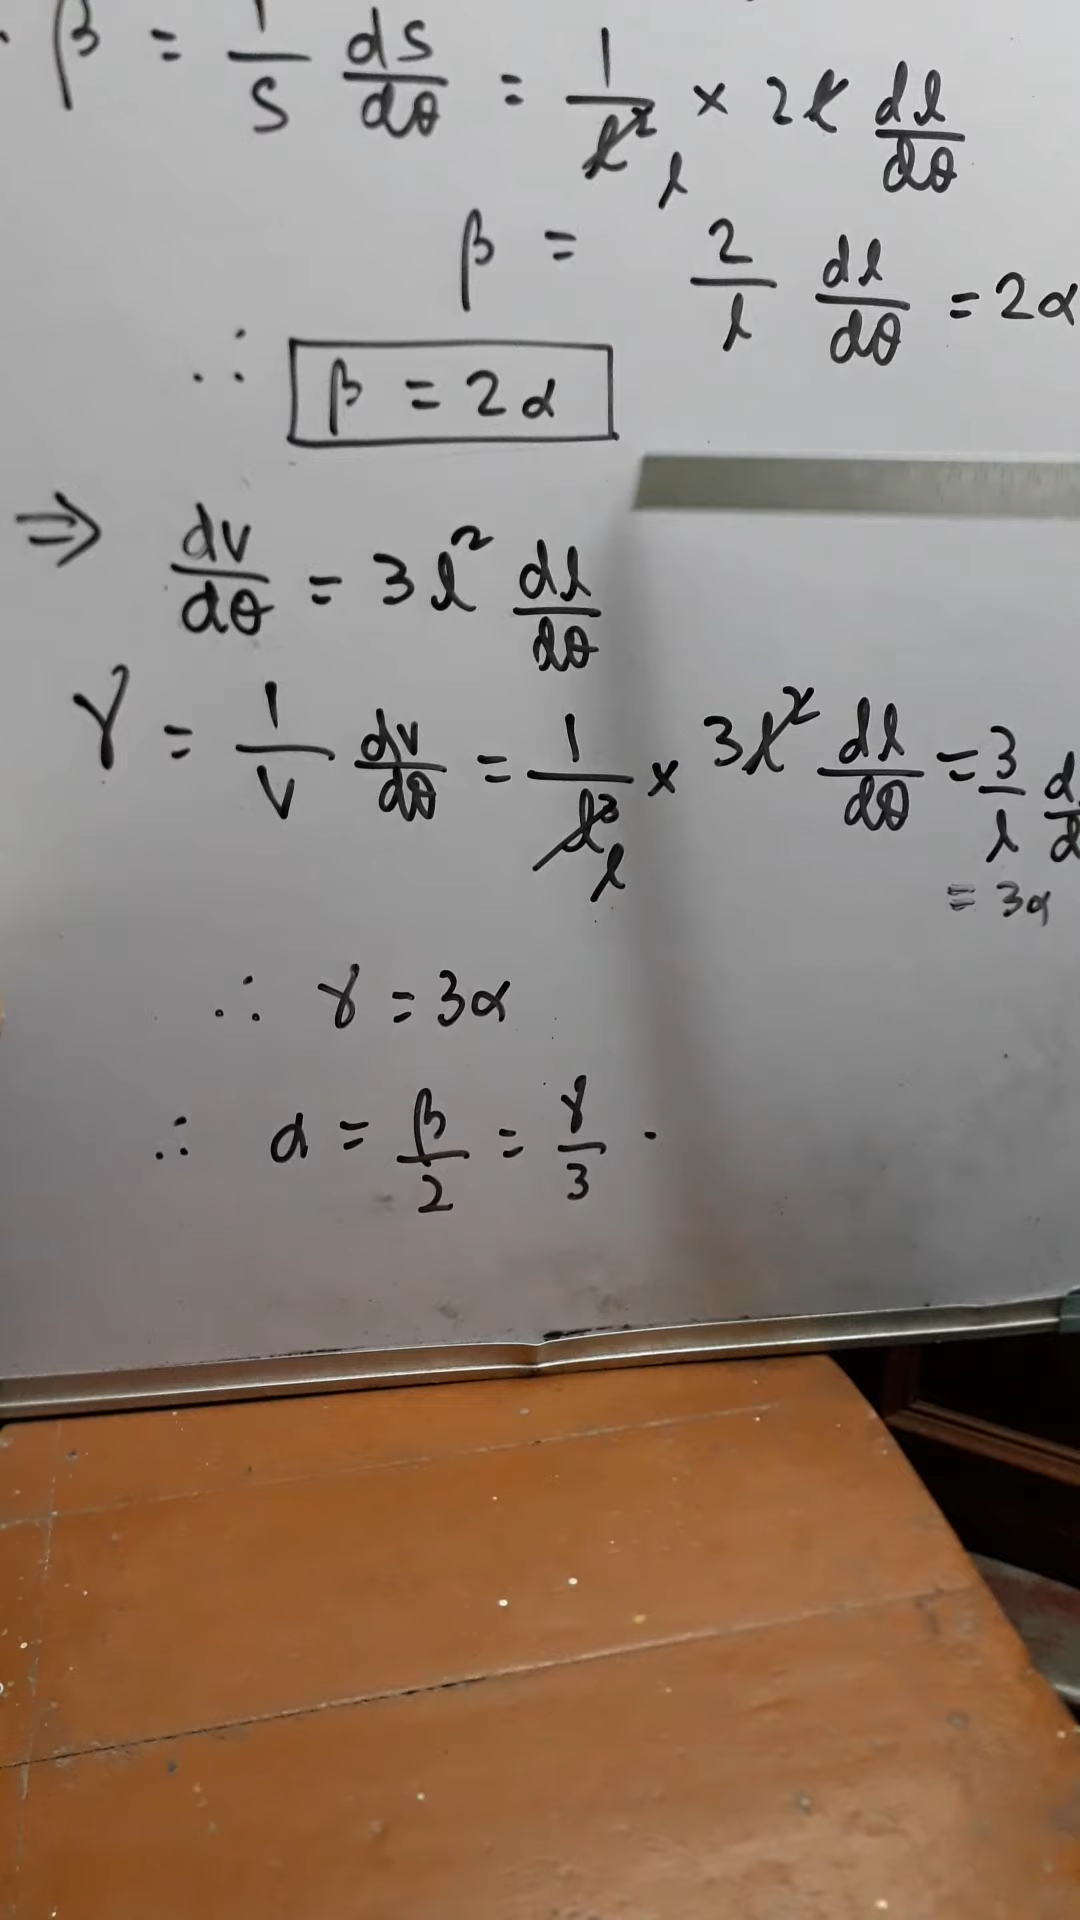 β = 1/S dS/dθ = 1/l² l × 2l dl/dθ
β = 2/l dl/dθ = 2α
∴ β = 2α
⇒ dv/dθ = 3l² dl/dθ
γ = 1/V dv/dθ = 1/l³ l × 3l² dl/dθ = 3/l
= 3α
∴ γ = 3α
∴ α = β/2 = γ/3 .